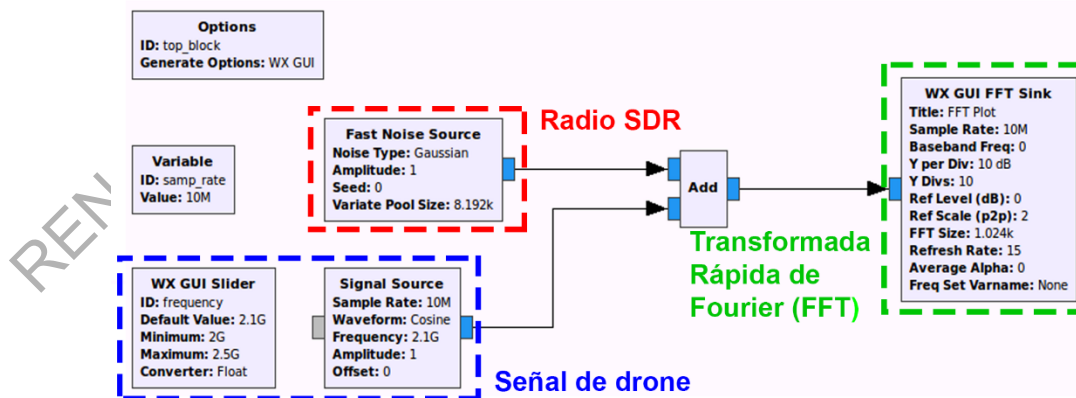 Options
ID: top_block
Generate Options: WX GUI
Variable
ID: samp_rate
Value: 10M
Fast Noise Source
Noise Type: Gaussian
Amplitude: 1
Seed: 0
Variate Pool Size: 8.192k
Radio SDR
Add
WX GUI FFT Sink
Title: FFT Plot
Sample Rate: 10M
Baseband Freq: 0
Y per Div: 10 dB
Y Divs: 10
Ref Level (dB): 0
Ref Scale (p2p): 2
FFT Size: 1.024k
Refresh Rate: 15
Average Alpha: 0
Freq Set Varname: None
Transformada
Rápida de
Fourier (FFT)
WX GUI Slider
ID: frequency
Default Value: 2.1G
Minimum: 2G
Maximum: 2.5G
Converter: Float
Signal Source
Sample Rate: 10M
Waveform: Cosine
Frequency: 2.1G
Amplitude: 1
Offset: 0
Señal de drone